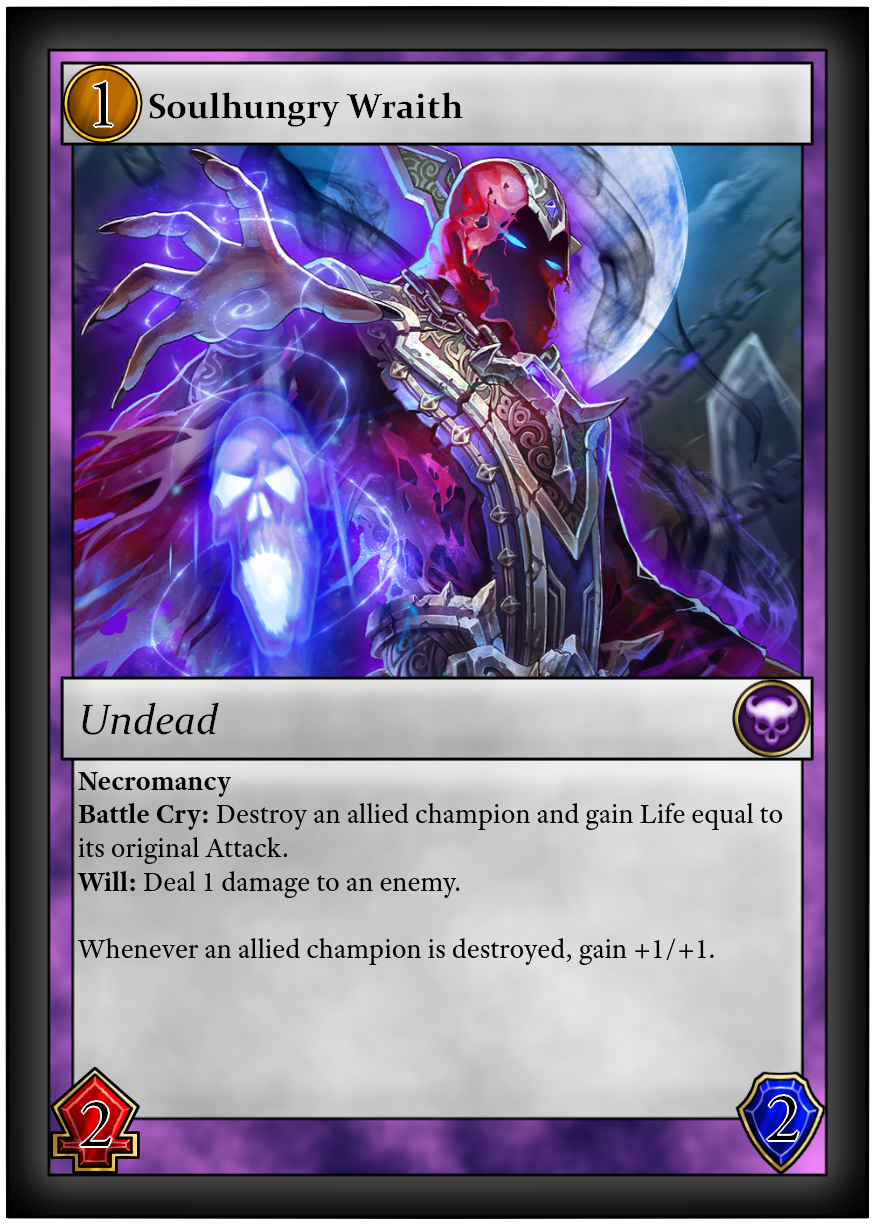 1
Soulhungry Wraith
Undead
Necromancy
Battle Cry: Destroy an allied champion and gain Life equal to
its original Attack.
Will: Deal 1 damage to an enemy.
Whenever an allied champion is destroyed, gain +1/+1.
2
2